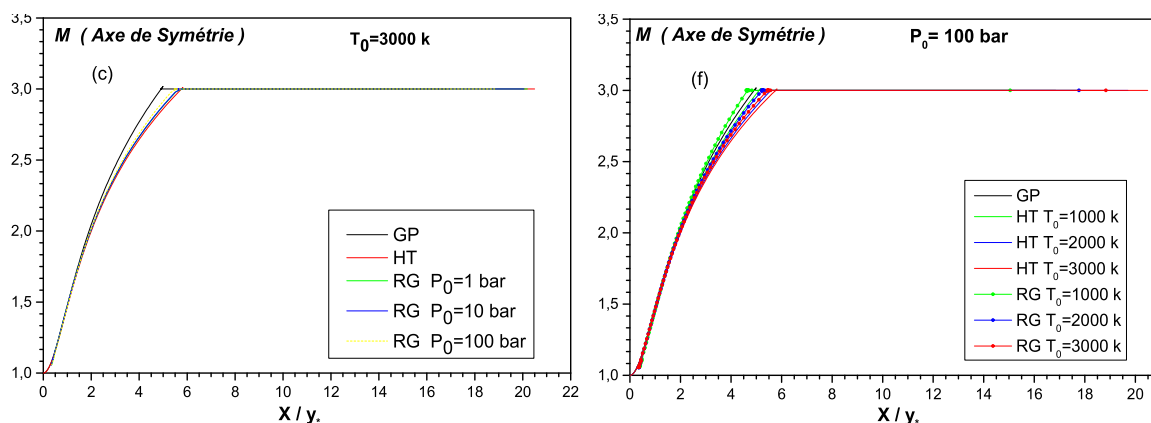 M ( Axe de Symétrie )
T0=3000 k
(c)
3,5
3,0
2,5
2,0
1,5
1,0
GP
HT
RG P0=1 bar
RG P0=10 bar
RG P0=100 bar
0 2 4 6 8 10 12 14 16 18 20 22
X / y*
M ( Axe de Symétrie )
P0= 100 bar
(f)
3,5
3,0
2,5
2,0
1,5
1,0
GP
HT T0=1000 k
HT T0=2000 k
HT T0=3000 k
RG T0=1000 k
RG T0=2000 k
RG T0=3000 k
0 2 4 6 8 10 12 14 16 18 20
X / y*